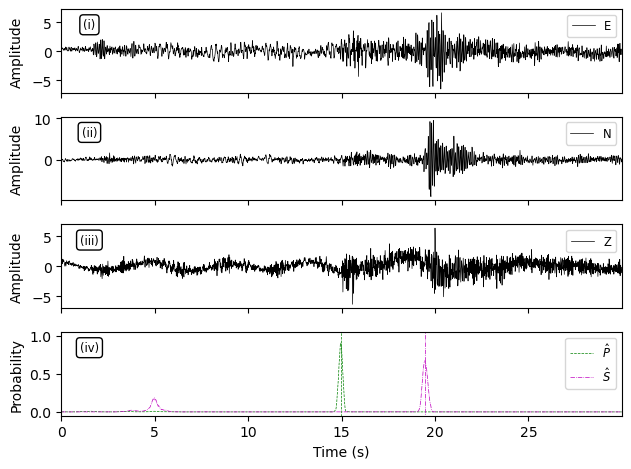 Amplitude
5
0
−5
(i)
E
Amplitude
10
0
(ii)
N
Amplitude
5
0
−5
(iii)
Z
Probability
1.0
0.5
0.0
(iv)
P̂
Ŝ
0 5 10 15 20 25
Time (s)